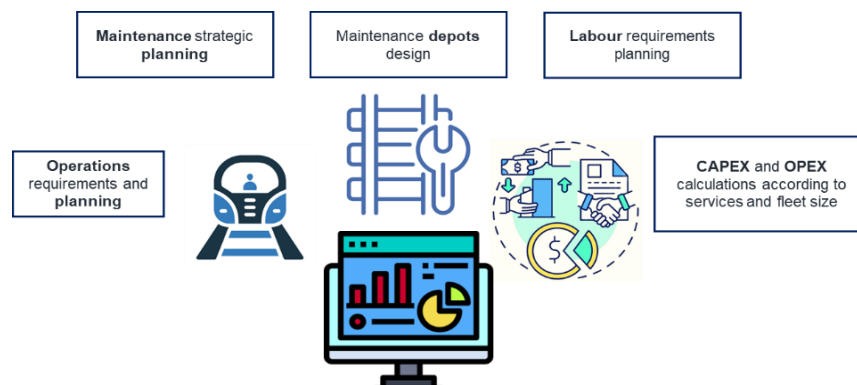 Maintenance strategic
planning
Maintenance depots
design
Labour requirements
planning
Operations
requirements and
planning
CAPEX and OPEX
calculations according to
services and fleet size
$
$